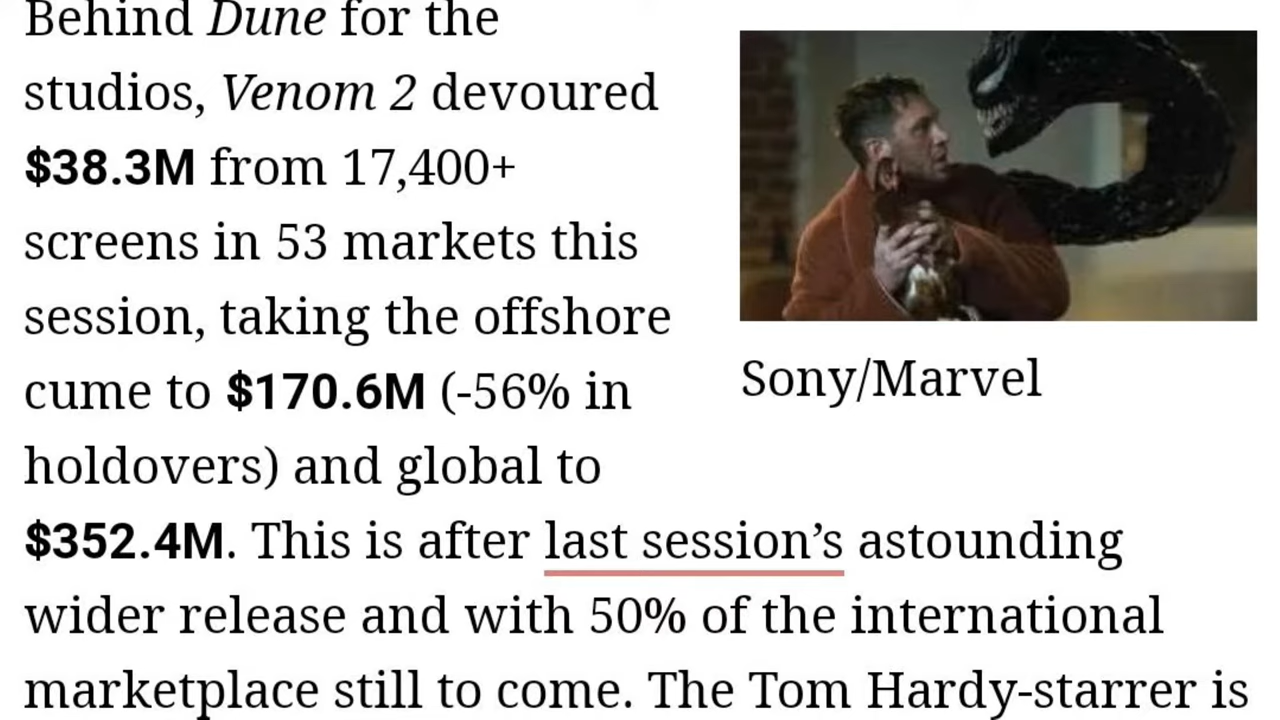 Behind Dune for the
studios, Venom 2 devoured
$38.3M from 17,400+
screens in 53 markets this
session, taking the offshore
cume to $170.6M (-56% in
holdovers) and global to
$352.4M. This is after last session’s astounding
wider release and with 50% of the international
marketplace still to come. The Tom Hardy-starrer is
Sony/Marvel